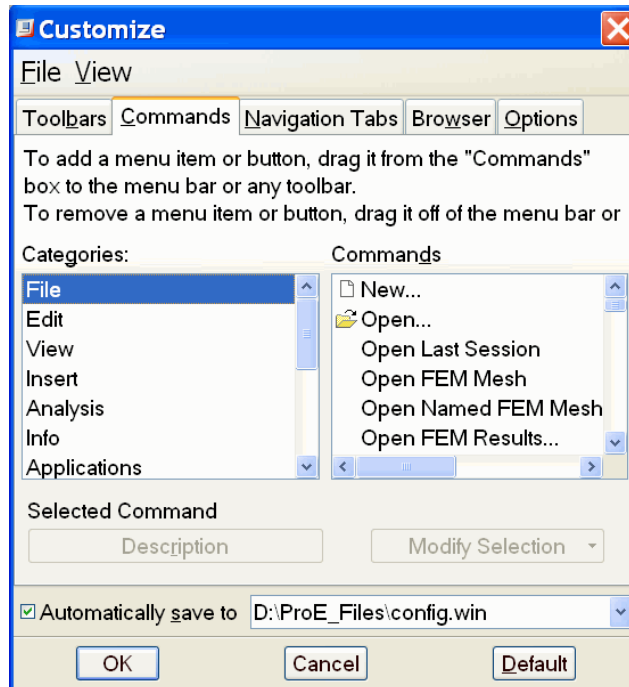 Customize
File View
Toolbars Commands Navigation Tabs Browser Options
To add a menu item or button, drag it from the "Commands"
box to the menu bar or any toolbar.
To remove a menu item or button, drag it off of the menu bar or
Categories: Commands
File New...
Edit Open...
View Open Last Session
Insert Open FEM Mesh
Analysis Open Named FEM Mesh
Info Open FEM Results...
Applications
Selected Command
Description Modify Selection
Automatically save to D:\ProE_Files\config.win
OK Cancel Default